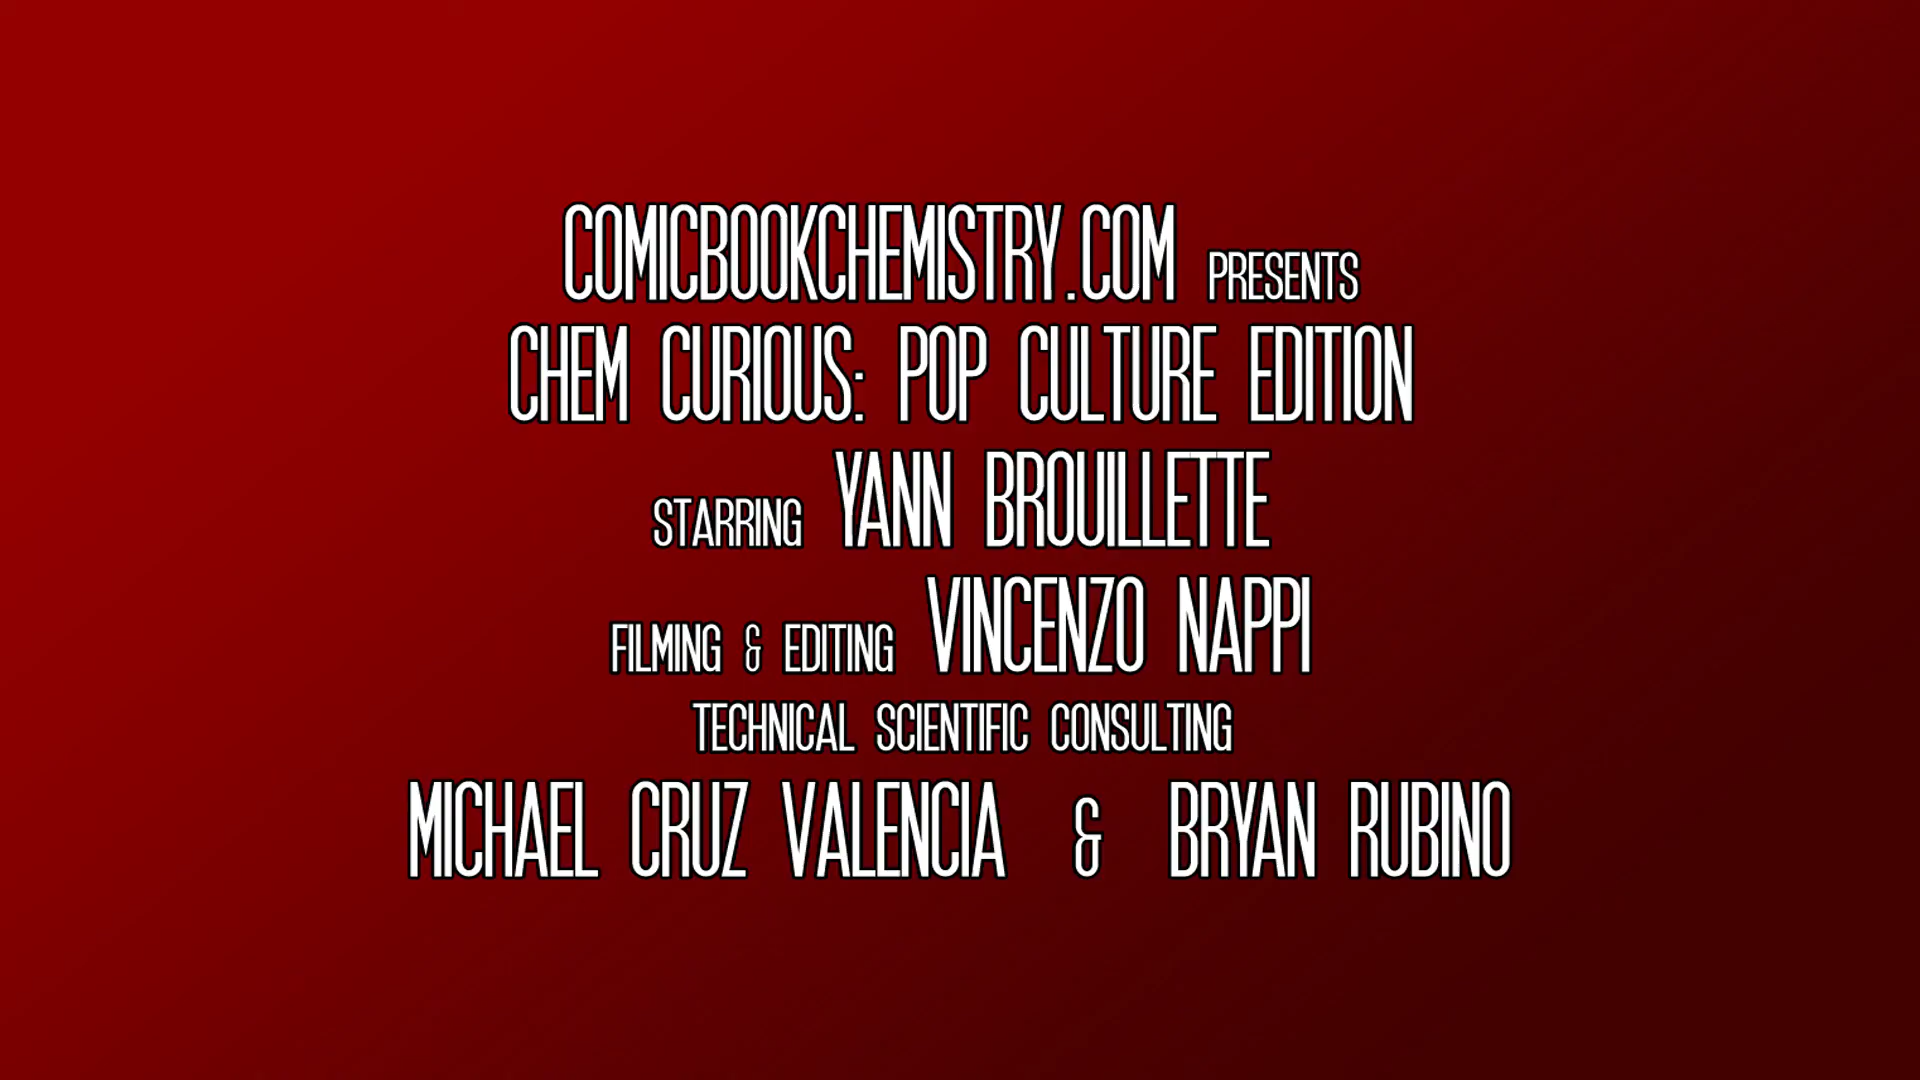 COMICBOOKCHEMISTRY.COM PRESENTS
CHEM CURIOUS: POP CULTURE EDITION
STARRING YANN BROUILLETTE
FILMING & EDITING VINCENZO NAPPI
TECHNICAL SCIENTIFIC CONSULTING
MICHAEL CRUZ VALENCIA & BRYAN RUBINO